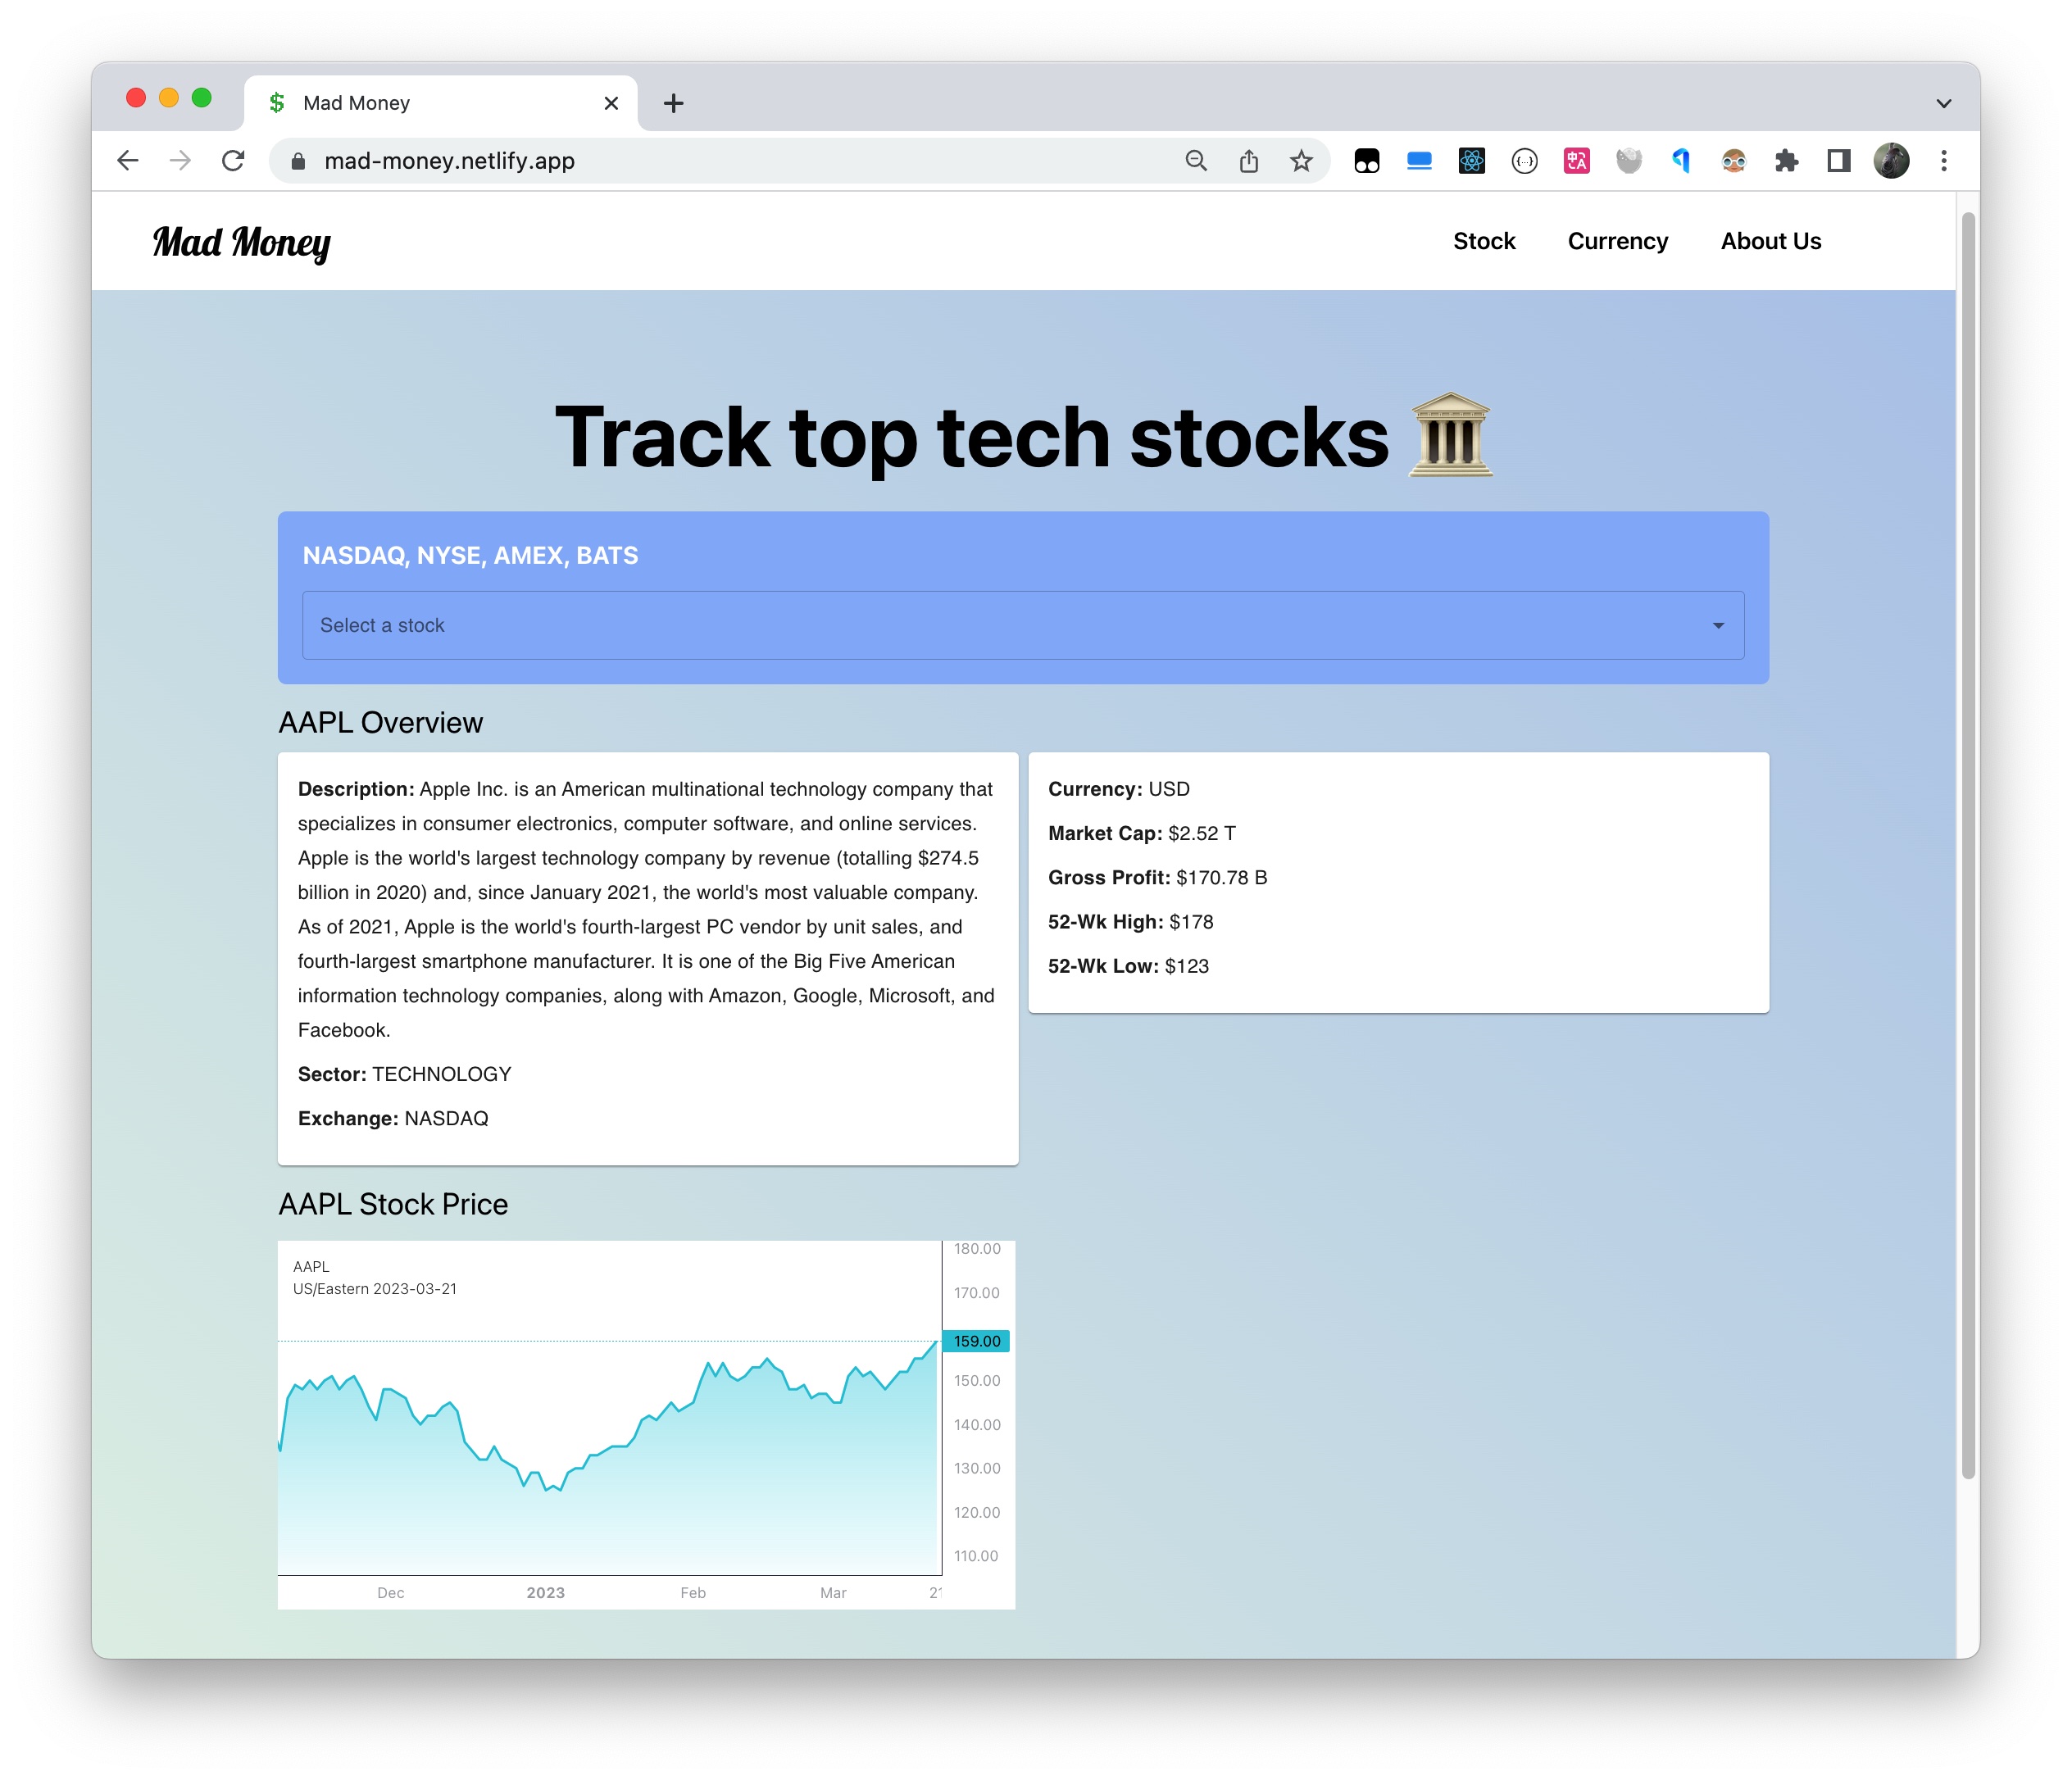 Mad Money
mad-money.netlify.app
Mad Money
Stock Currency About Us
Track top tech stocks
NASDAQ, NYSE, AMEX, BATS
Select a stock
AAPL Overview
Description: Apple Inc. is an American multinational technology company that
specializes in consumer electronics, computer software, and online services.
Apple is the world's largest technology company by revenue (totalling $274.5
billion in 2020) and, since January 2021, the world's most valuable company.
As of 2021, Apple is the world's fourth-largest PC vendor by unit sales, and
fourth-largest smartphone manufacturer. It is one of the Big Five American
information technology companies, along with Amazon, Google, Microsoft, and
Facebook.
Sector: TECHNOLOGY
Exchange: NASDAQ
Currency: USD
Market Cap: $2.52 T
Gross Profit: $170.78 B
52-Wk High: $178
52-Wk Low: $123
AAPL Stock Price
AAPL
US/Eastern 2023-03-21
180.00
170.00
159.00
150.00
140.00
130.00
120.00
110.00
Dec 2023 Feb Mar 21